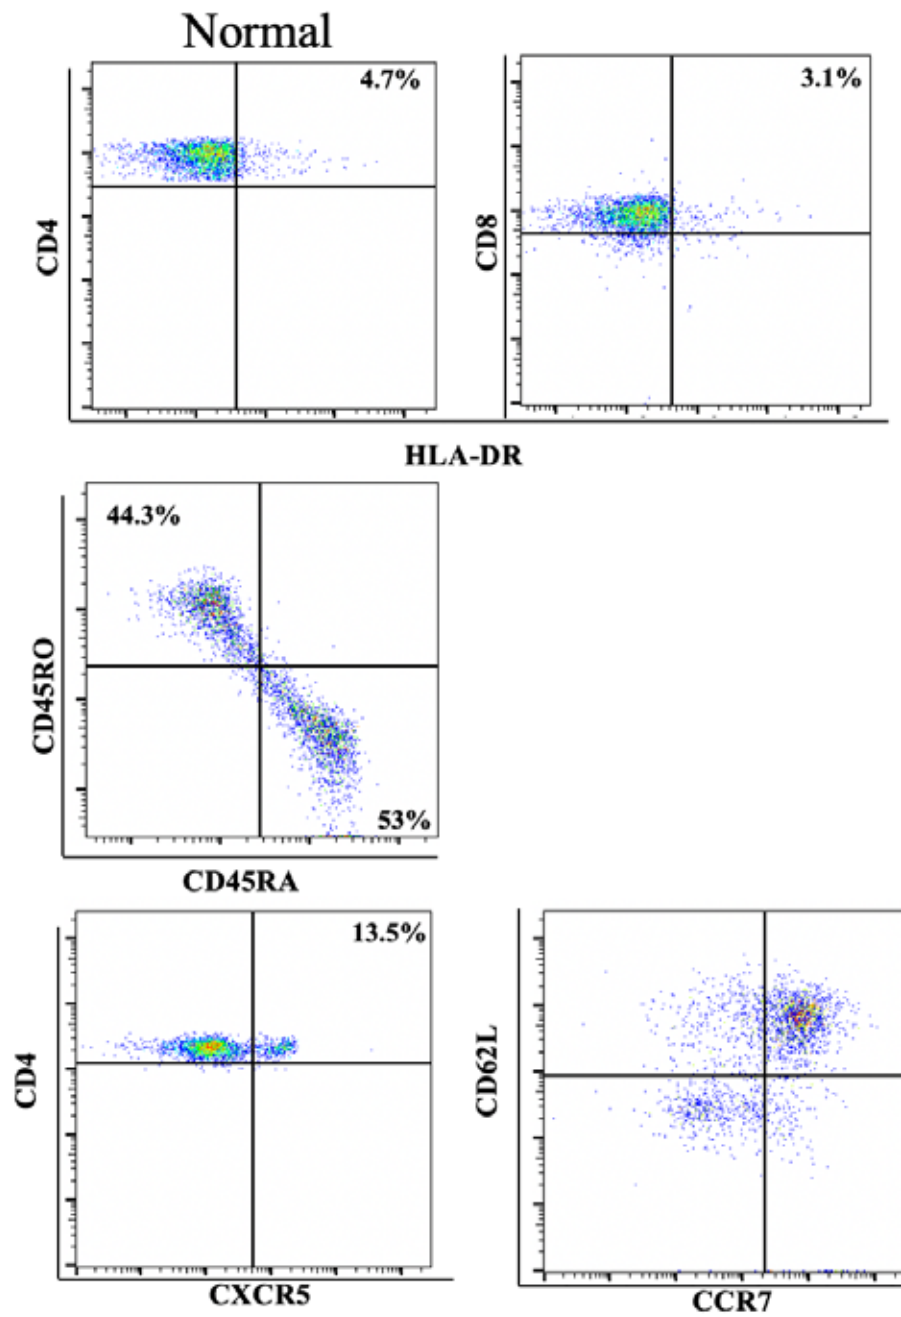 Normal
4.7%
3.1%
CD4
CD8
HLA-DR
44.3%
CD45RO
53%
CD45RA
13.5%
CD4
CD62L
CXCR5
CCR7